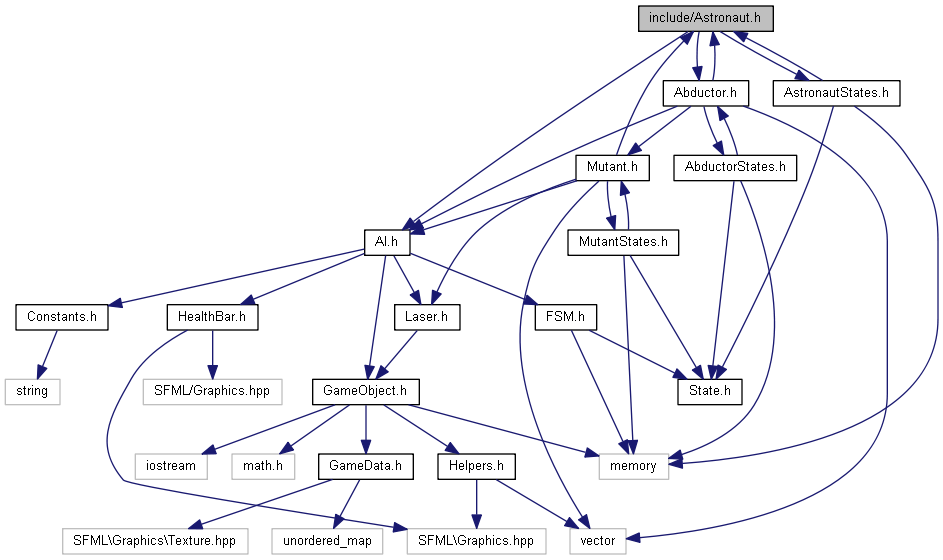 include/Astronaut.h
Abductor.h
AstronautStates.h
Mutant.h
AbductorStates.h
AI.h
MutantStates.h
Constants.h
HealthBar.h
Laser.h
FSM.h
string
SFML/Graphics.hpp
GameObject.h
State.h
iostream
math.h
GameData.h
Helpers.h
memory
SFML\Graphics\Texture.hpp
unordered_map
SFML\Graphics.hpp
vector